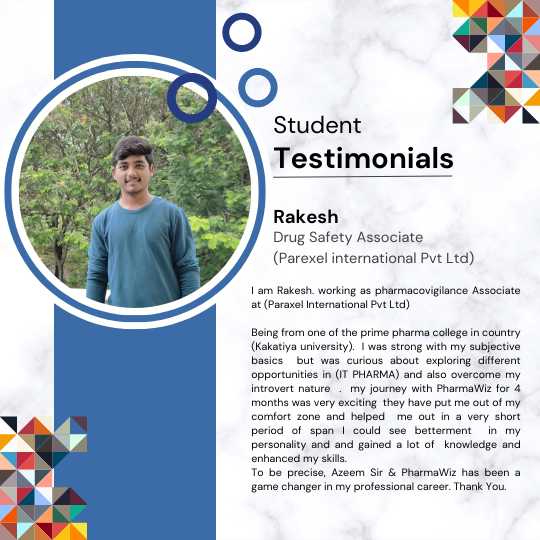 Student
Testimonials
Rakesh
Drug Safety Associate
(Parexel international Pvt Ltd)
I am Rakesh. working as pharmacovigilance Associate
at (Paraxel International Pvt Ltd)
Being from one of the prime pharma college in country
(Kakatiya university). I was strong with my subjective
basics but was curious about exploring different
opportunities in (IT PHARMA) and also overcome my
introvert nature . my journey with PharmaWiz for 4
months was very exciting they have put me out of my
comfort zone and helped me out in a very short
period of span I could see betterment in my
personality and and gained a lot of knowledge and
enhanced my skills.
To be precise, Azeem Sir & PharmaWiz has been a
game changer in my professional career. Thank You.